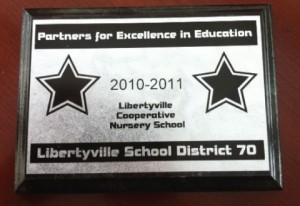 Partners for Excellence in Education
2010-2011
Libertyville
Cooperative
Nursery School
Libertyville School District 70